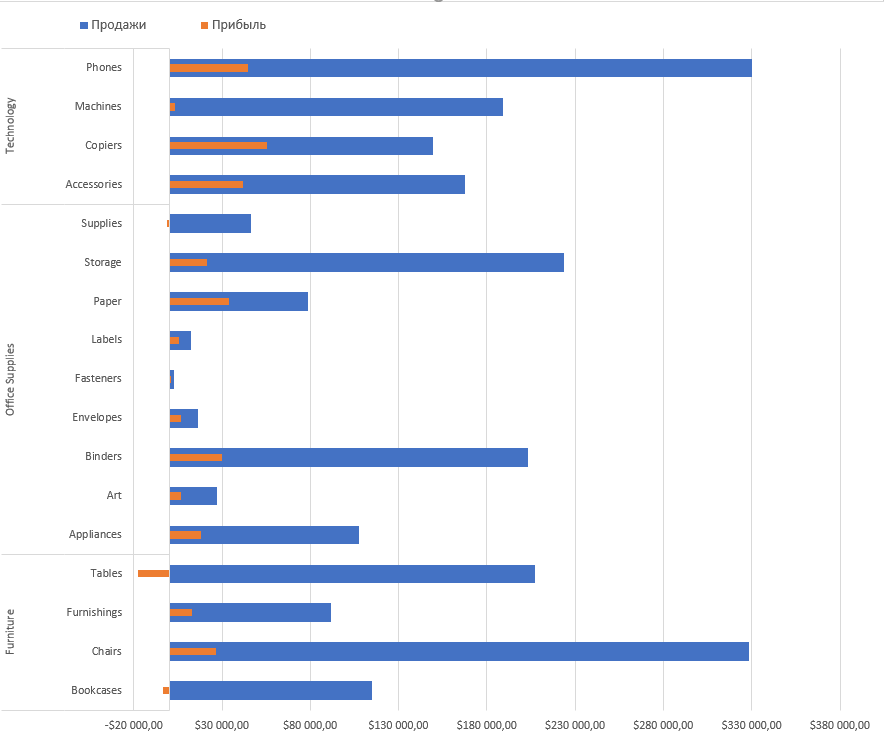 Продажи
Прибыль
Technology
Phones
Machines
Copiers
Accessories
Office Supplies
Supplies
Storage
Paper
Labels
Fasteners
Envelopes
Binders
Art
Appliances
Furniture
Tables
Furnishings
Chairs
Bookcases
-$20 000,00 $30 000,00 $80 000,00 $130 000,00 $180 000,00 $230 000,00 $280 000,00 $330 000,00 $380 000,00